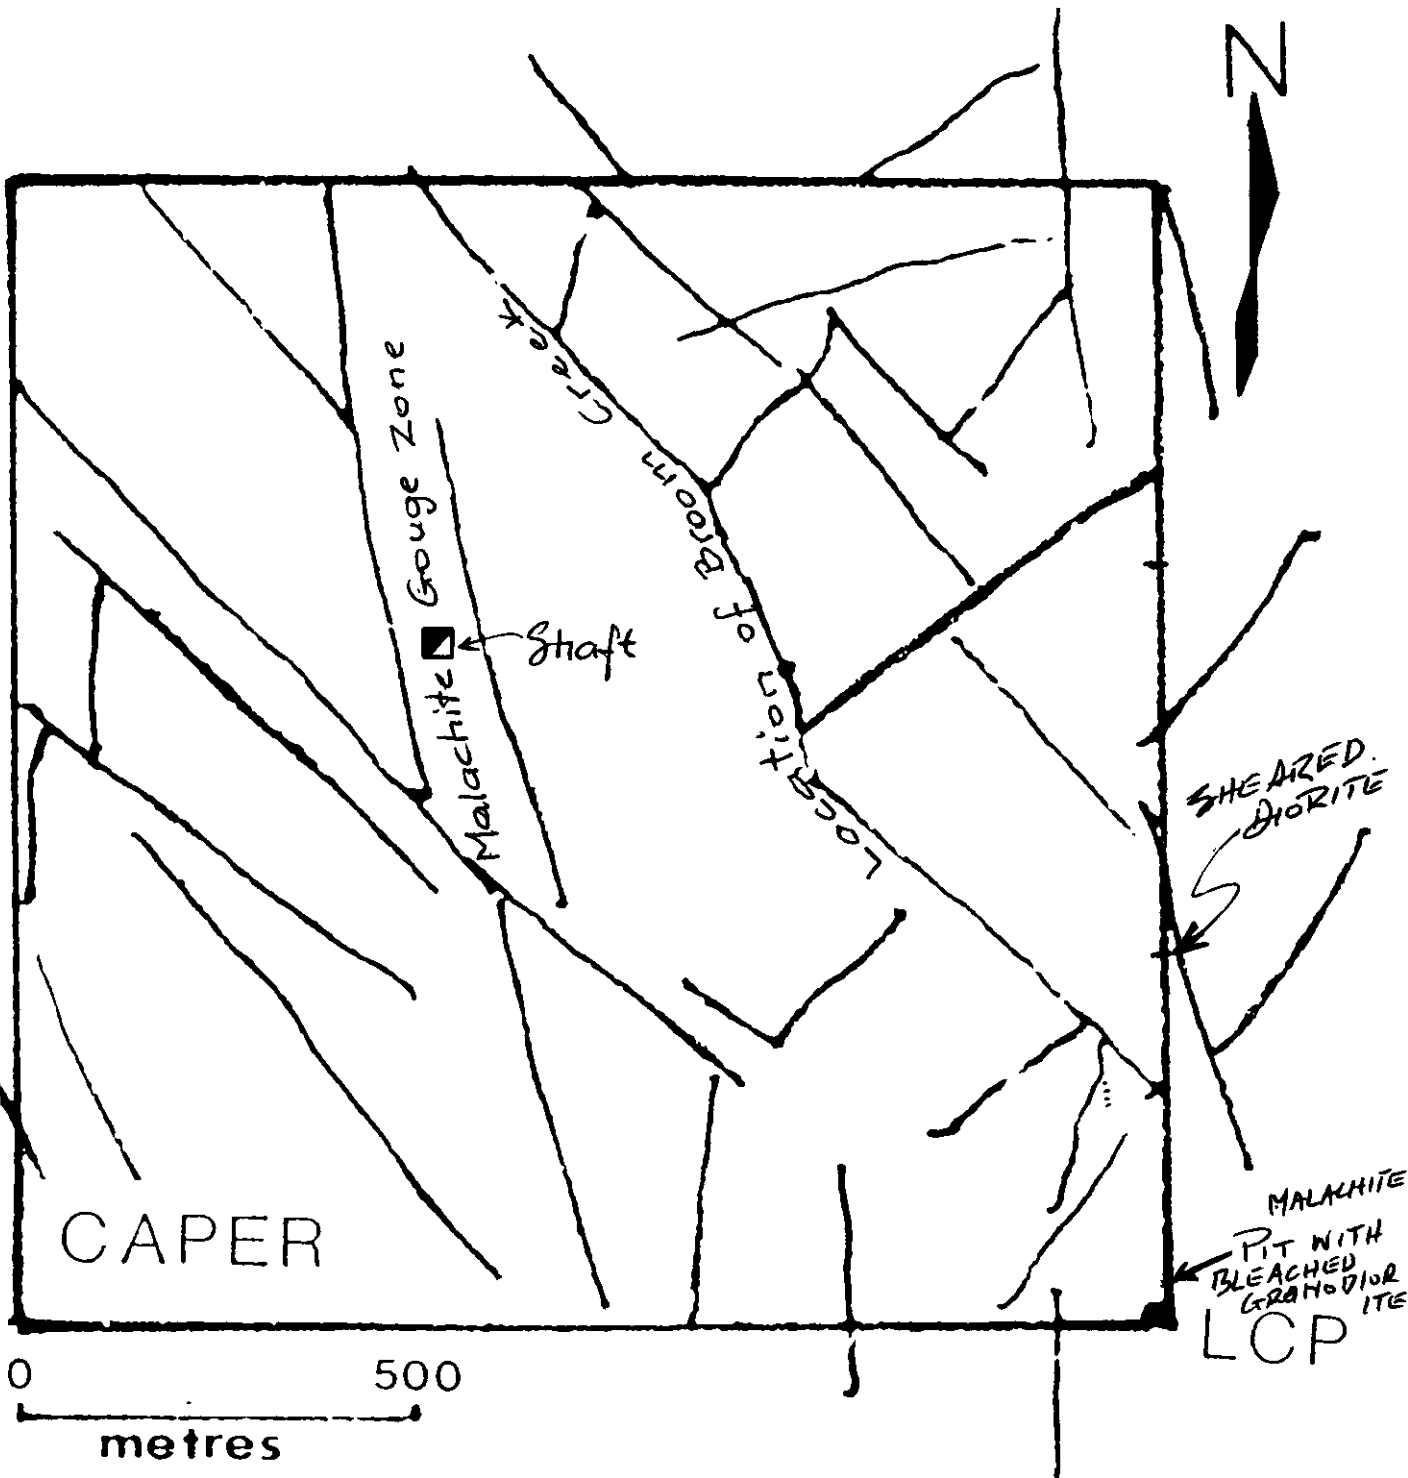 N
Malachite Gouge Zone
Shaft
Location of Broom Creek
SHEARED.
DIORITE
MALACHITE
PIT WITH
BLEACHED
GRANODIOR
ITE
CAPER
LCP
0 500
metres